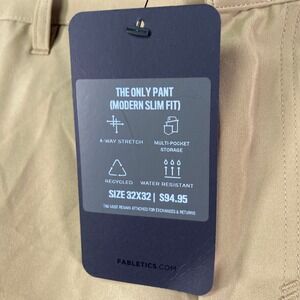 THE ONLY PANT
(MODERN SLIM FIT)
4-WAY STRETCH
MULTI-POCKET
STORAGE
RECYCLED
WATER RESISTANT
SIZE 32X32 | $94.95
TAG MUST REMAIN ATTACHED FOR EXCHANGES & RETURNS
FABLETICS.COM